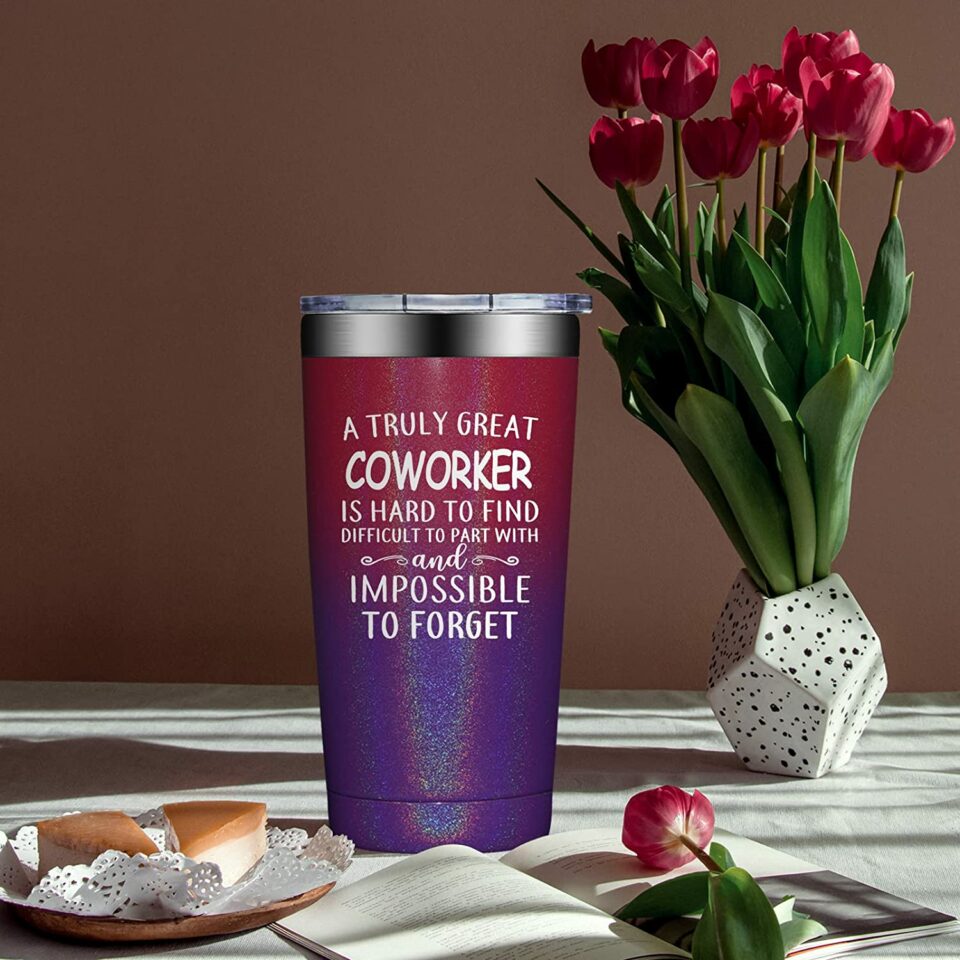 A TRULY GREAT
COWORKER
IS HARD TO FIND
DIFFICULT TO PART WITH
and
IMPOSSIBLE
TO FORGET